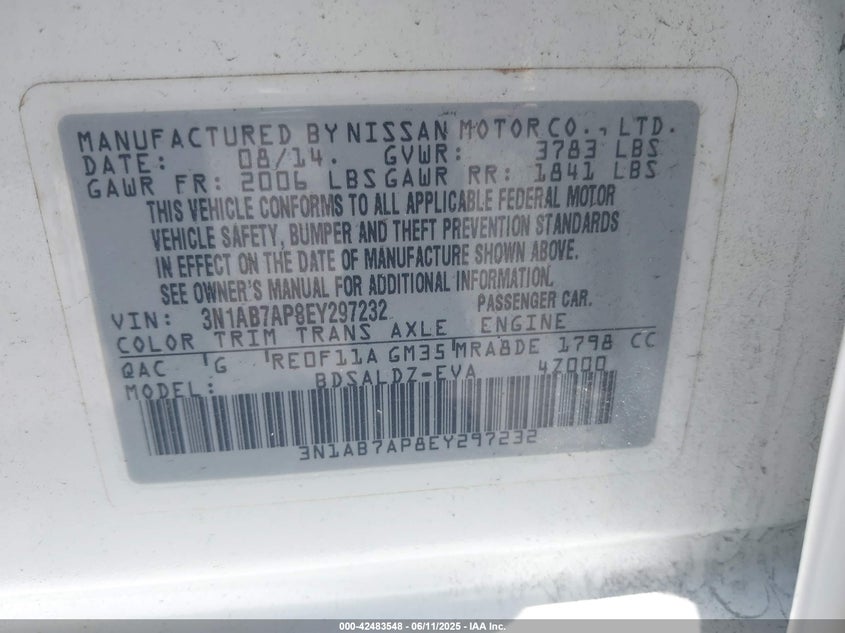 MANUFACTURED BY NISSAN MOTOR CO., LTD.
DATE: 08/14. GVWR: 3783 LBS
GAWR FR: 2006 LBS GAWR RR: 1841 LBS
THIS VEHICLE CONFORMS TO ALL APPLICABLE FEDERAL MOTOR
VEHICLE SAFETY, BUMPER AND THEFT PREVENTION STANDARDS
IN EFFECT ON THE DATE OF MANUFACTURE SHOWN ABOVE.
SEE OWNER'S MANUAL FOR ADDITIONAL INFORMATION.
VIN: 3N1AB7AP8EY297232 PASSENGER CAR.
COLOR TRIM TRANS AXLE ENGINE
QAC G RE0F11A GM35 MRA8DE 1798 CC
MODEL: BDSALDZ-EVA 47000
3N1AB7AP8EY297232
000-42483548 - 06/11/2025 - IAA Inc.